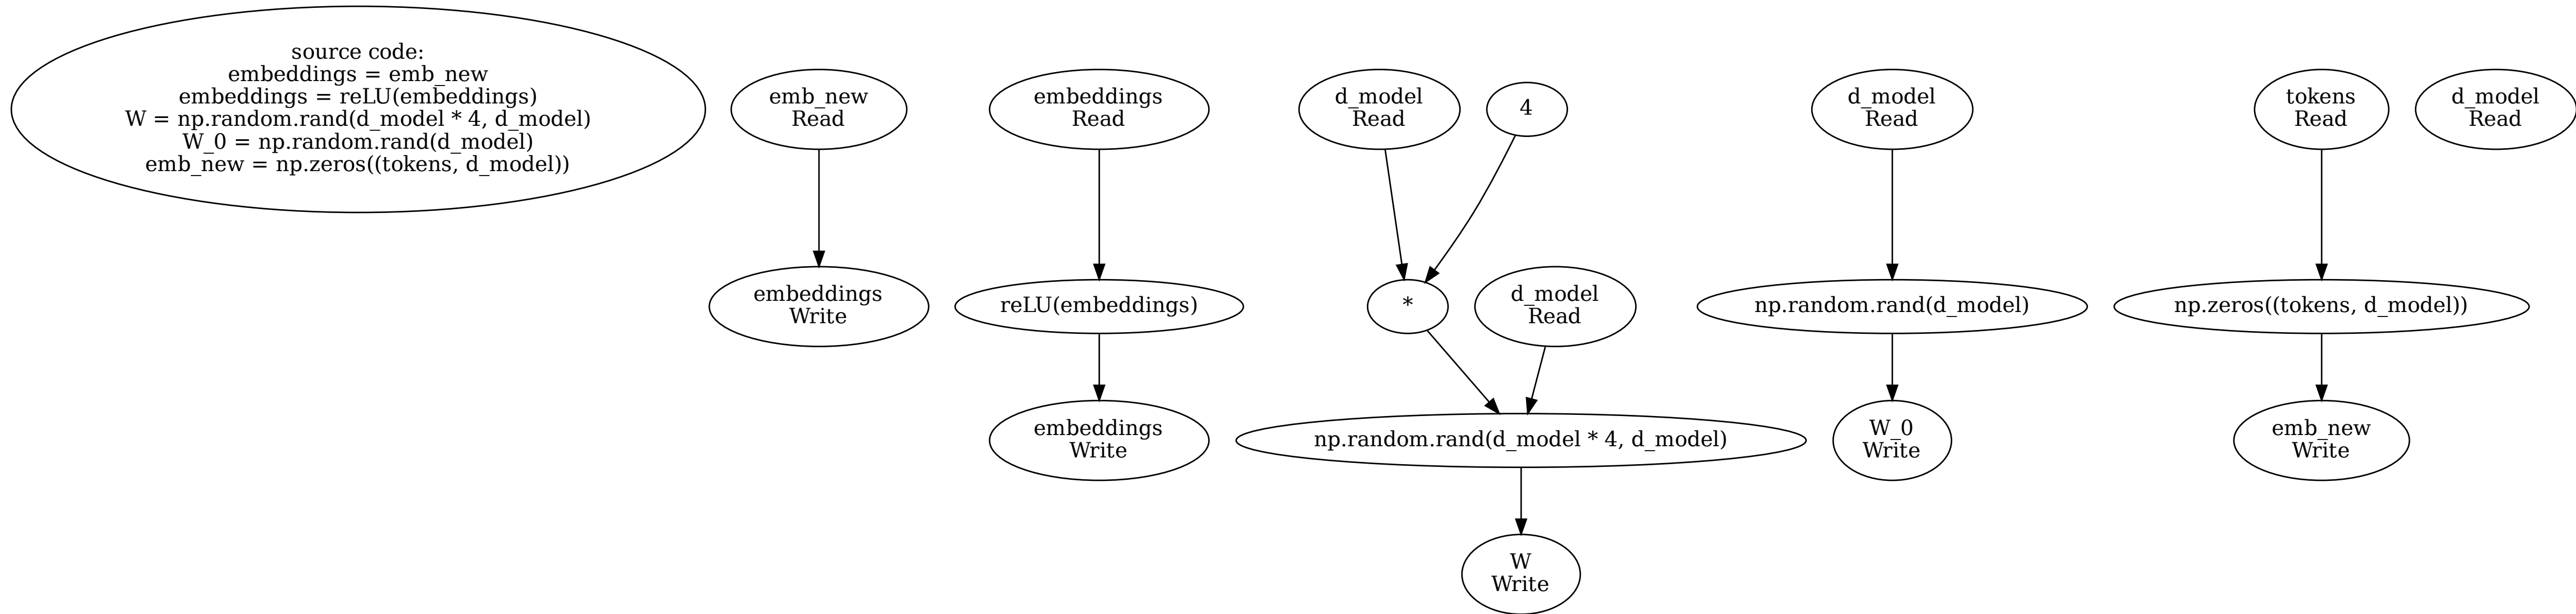 source code:
embeddings = emb_new
embeddings = reLU(embeddings)
W = np.random.rand(d_model * 4, d_model)
W_0 = np.random.rand(d_model)
emb_new = np.zeros((tokens, d_model))
emb_new
Read
embeddings
Read
d_model
Read
4
d_model
Read
tokens
Read
d_model
Read
embeddings
Write
reLU(embeddings)
*
d_model
Read
np.random.rand(d_model)
np.zeros((tokens, d_model))
embeddings
Write
np.random.rand(d_model * 4, d_model)
W_0
Write
emb_new
Write
W
Write